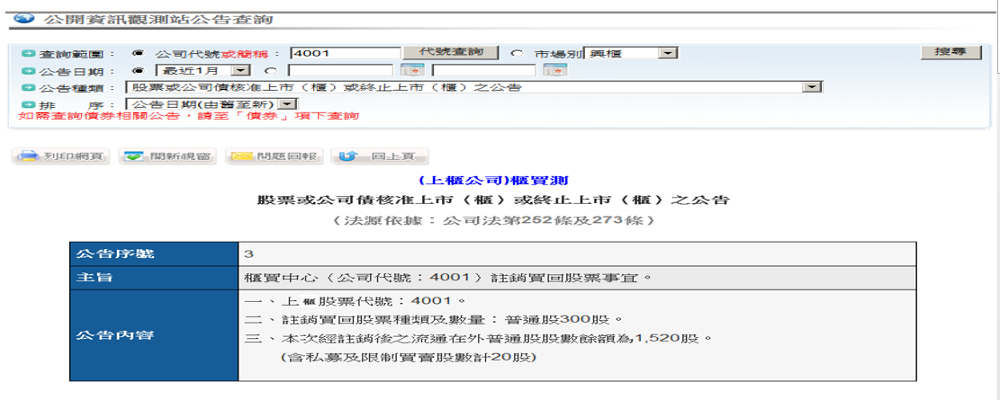 公開資訊觀測站公告查詢
查詢範圍： 公司代號或簡稱： 4001 代號查詢 市場別 興櫃 搜尋
公告日期： 最近1月
公告種類： 股票或公司債核准上市（櫃）或終止上市（櫃）之公告
排 序： 公告日期(由舊至新)
如需查詢債券相關公告，請至「債券」項下查詢
列印網頁 開新視窗 問題回報 回上頁
(上櫃公司)櫃買測
股票或公司債核准上市（櫃）或終止上市（櫃）之公告
（法源依據：公司法第252條及273條）
公告序號 3
主旨 櫃買中心（公司代號：4001）註銷買回股票事宜。
公告內容
一、上櫃股票代號：4001。
二、註銷買回股票種類及數量：普通股300股。
三、本次經註銷後之流通在外普通股股數餘額為1,520股。
(含私募及限制買賣股數計20股)